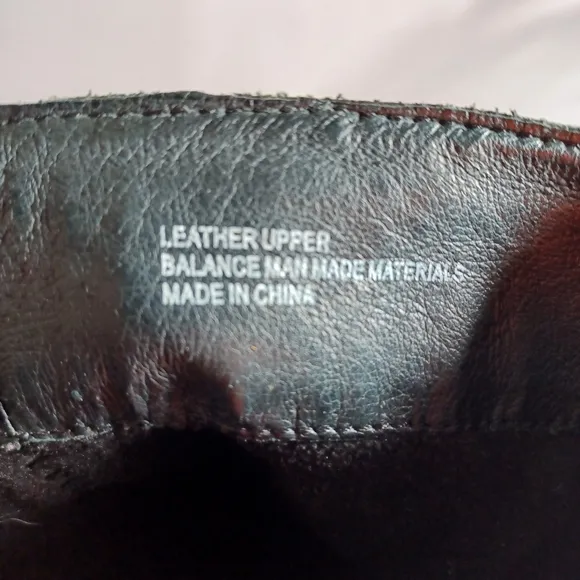 LEATHER UPPER
BALANCE MAN MADE MATERIALS
MADE IN CHINA